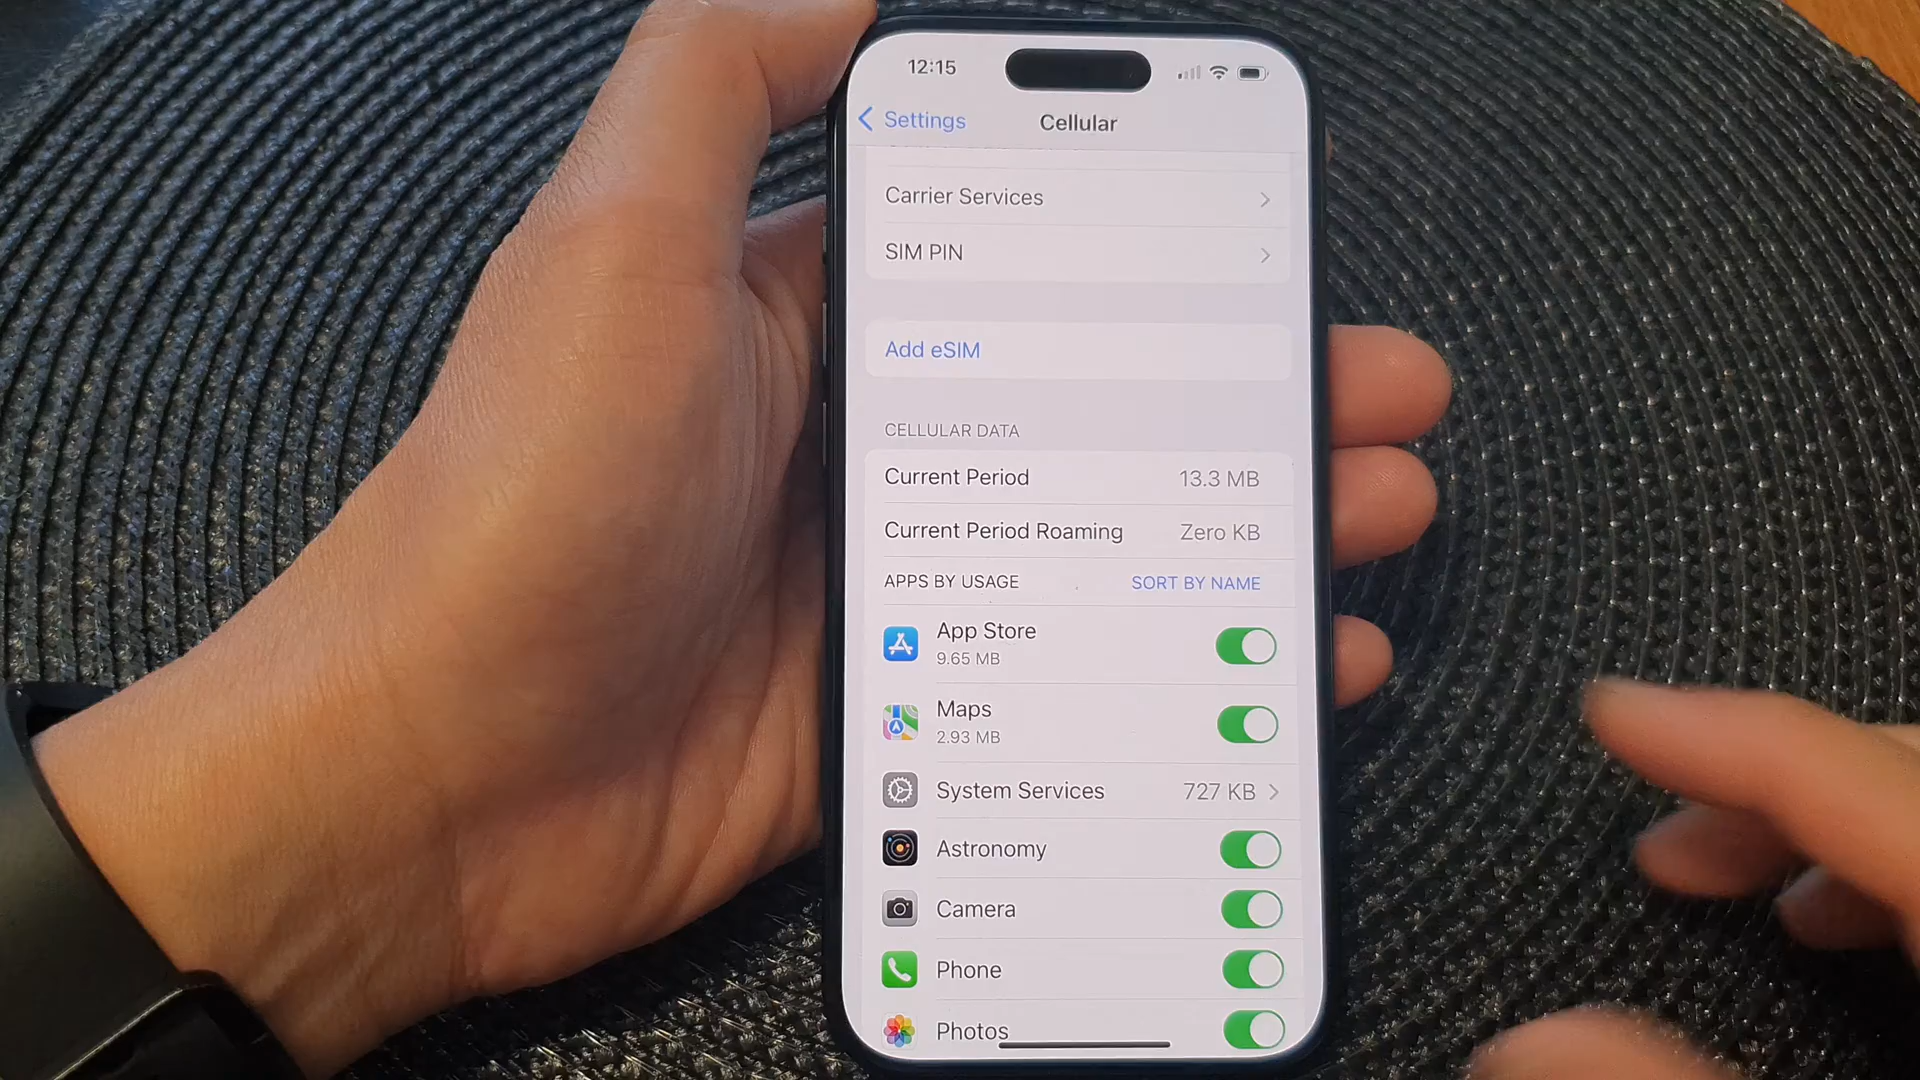 12:15
Settings
Cellular
Carrier Services
SIM PIN
Add eSIM
CELLULAR DATA
Current Period 13.3 MB
Current Period Roaming Zero KB
APPS BY USAGE SORT BY NAME
App Store
9.65 MB
Maps
2.93 MB
System Services 727 KB
Astronomy
Camera
Phone
Photos